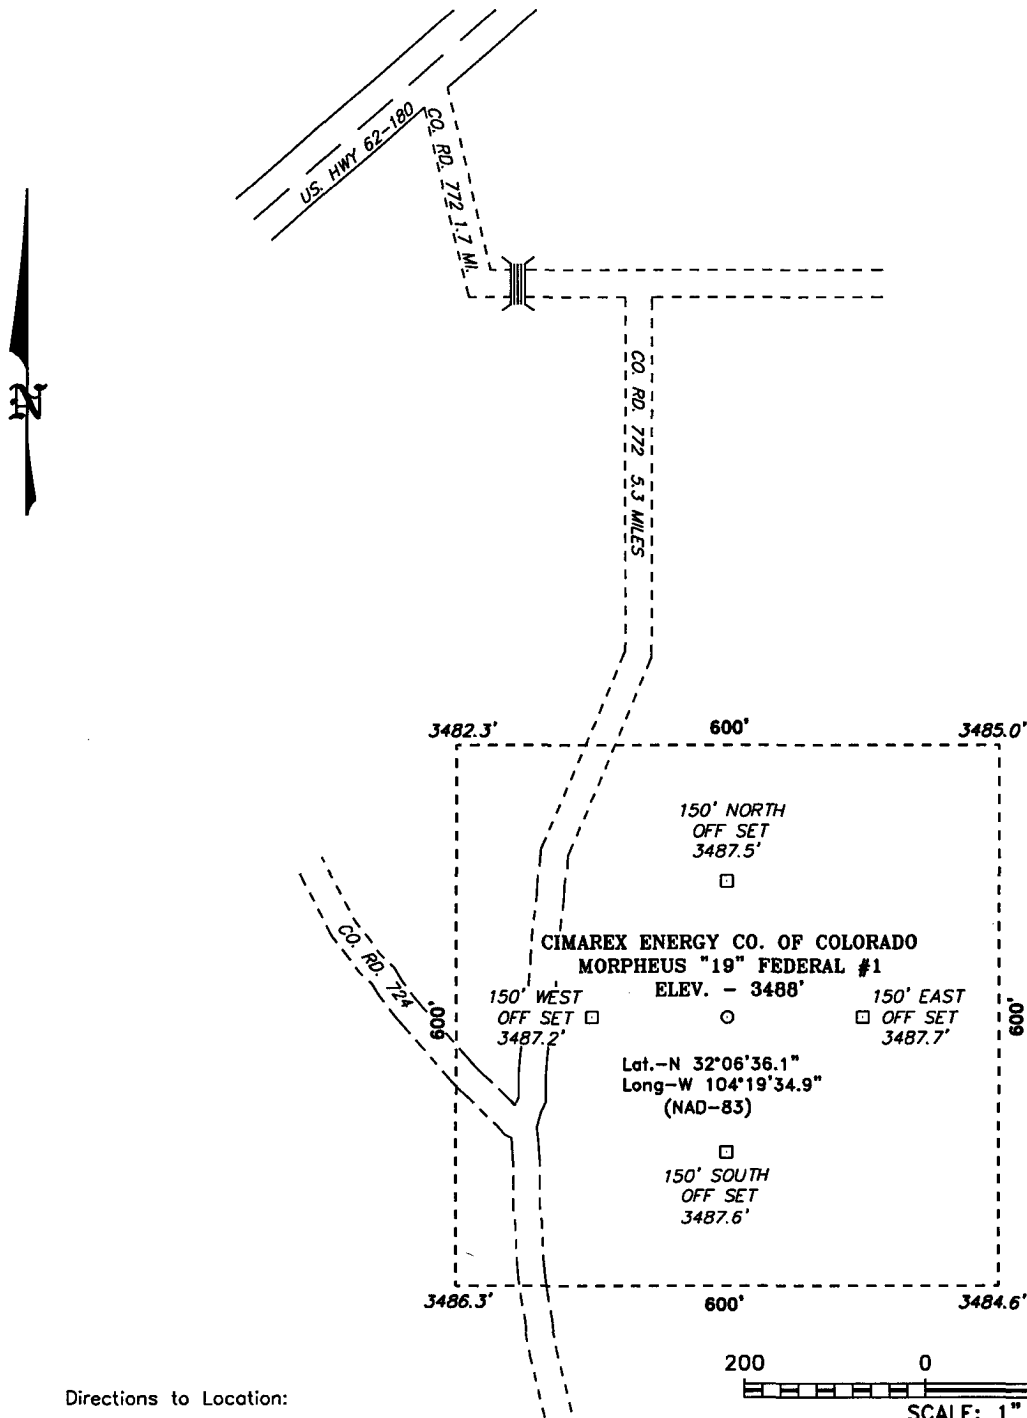 US. HWY 62-180
CO. RD. 772 1.7 MI.
CO. RD. 772 5.3 MILES
3482.3'
600'
3485.0'
150' NORTH
OFF SET
3487.5'
CO. RD. 724
CIMAREX ENERGY CO. OF COLORADO
MORPHEUS "19" FEDERAL #1
ELEV. - 3488'
600'
150' WEST
OFF SET
3487.2'
150' EAST
OFF SET
3487.7'
600'
Lat.-N 32°06'36.1"
Long-W 104°19'34.9"
(NAD-83)
150' SOUTH
OFF SET
3487.6'
3486.3'
600'
3484.6'
200 0
SCALE: 1"
Directions to Location: